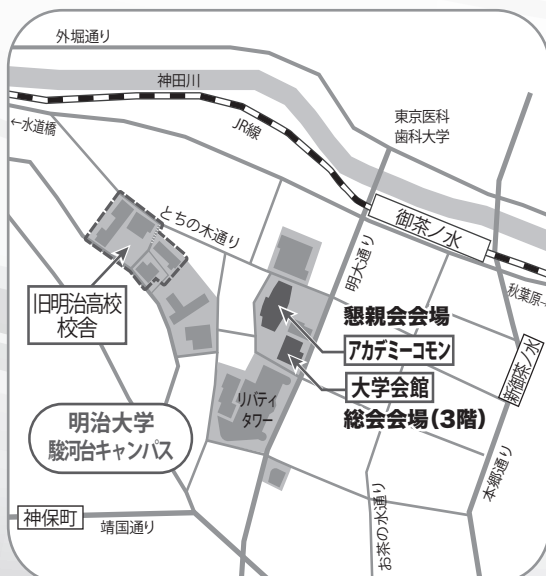 外堀通り
神田川
←水道橋
JR線
東京医科
歯科大学
御茶ノ水
とちの木通り
明大通り
秋葉原→
旧明治高校
校舎
懇親会会場
アカデミーコモン
大学会館
総会会場(3階)
新御茶ノ水
リバティ
タワー
明治大学
駿河台キャンパス
本郷通り
お茶の水通り
神保町
靖国通り